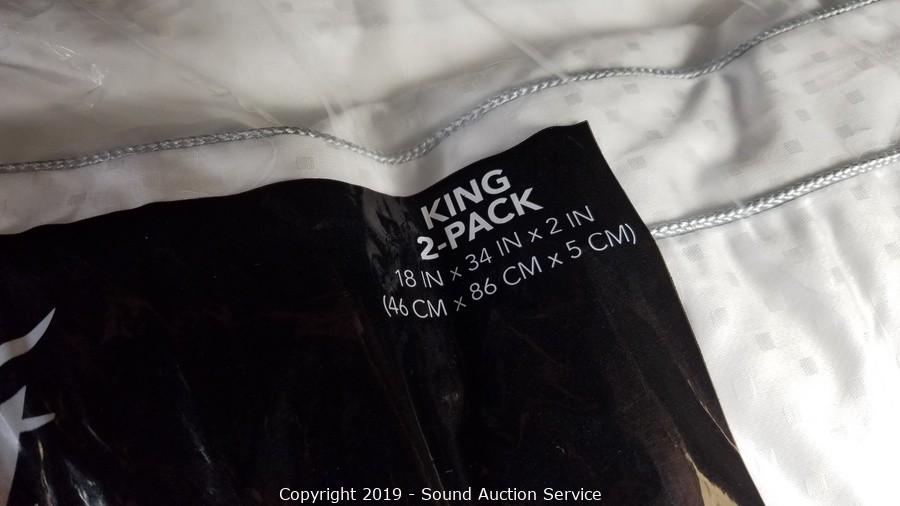 KING
2-PACK
18 IN x 34 IN x 2 IN
(46 CM x 86 CM x 5 CM)
Copyright 2019 - Sound Auction Service